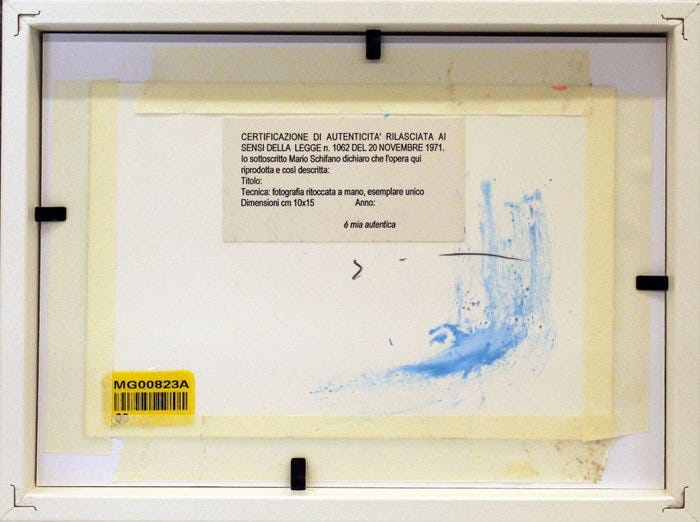 CERTIFICAZIONE DI AUTENTICITA' RILASCIATA AI
SENSI DELLA LEGGE n. 1062 DEL 20 NOVEMBRE 1971.
Io sottoscritto Mario Schifano dichiaro che l'opera qui
riprodotta e così descritta:
Titolo:
Tecnica: fotografia ritoccata a mano, esemplare unico
Dimensioni cm 10x15 Anno:
é mia autentica
MG00823A